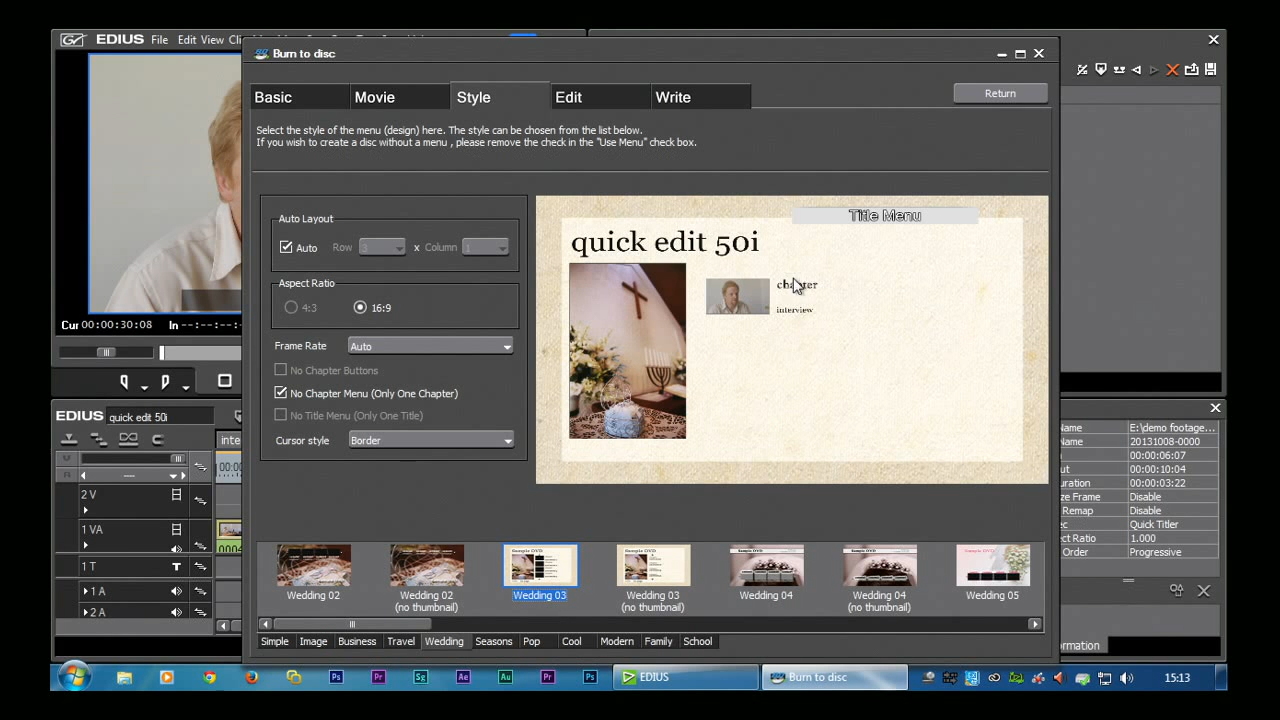 EDIUS File Edit View
Burn to disc
Basic
Movie
Style
Edit
Write
Return
Select the style of the menu (design) here. The style can be chosen from the list below.
If you wish to create a disc without a menu , please remove the check in the "Use Menu" check box.
Auto Layout
Auto Row 3 x Column 1
Aspect Ratio
4:3 16:9
Frame Rate Auto
No Chapter Buttons
No Chapter Menu (Only One Chapter)
No Title Menu (Only One Title)
Cursor style Border
Title Menu
quick edit 50i
chapter
interview
Cur 00:00:30:08 In --:--:--
EDIUS quick edit 50i
inte
00:00
2 V
1 VA
0004
1 T
1 A
2 A
Wedding 02
Wedding 02
(no thumbnail)
Wedding 03
Wedding 03
(no thumbnail)
Wedding 04
Wedding 04
(no thumbnail)
Wedding 05
Simple Image Business Travel Wedding Seasons Pop Cool Modern Family School
Name E:\demo footage...
Name 20131008-0000
00:00:06:07
ut 00:00:10:04
uration 00:00:03:22
ze Frame Disable
Remap Disable
ec Quick Titler
ect Ratio 1.000
Order Progressive
ormation
EDIUS
Burn to disc
15:13